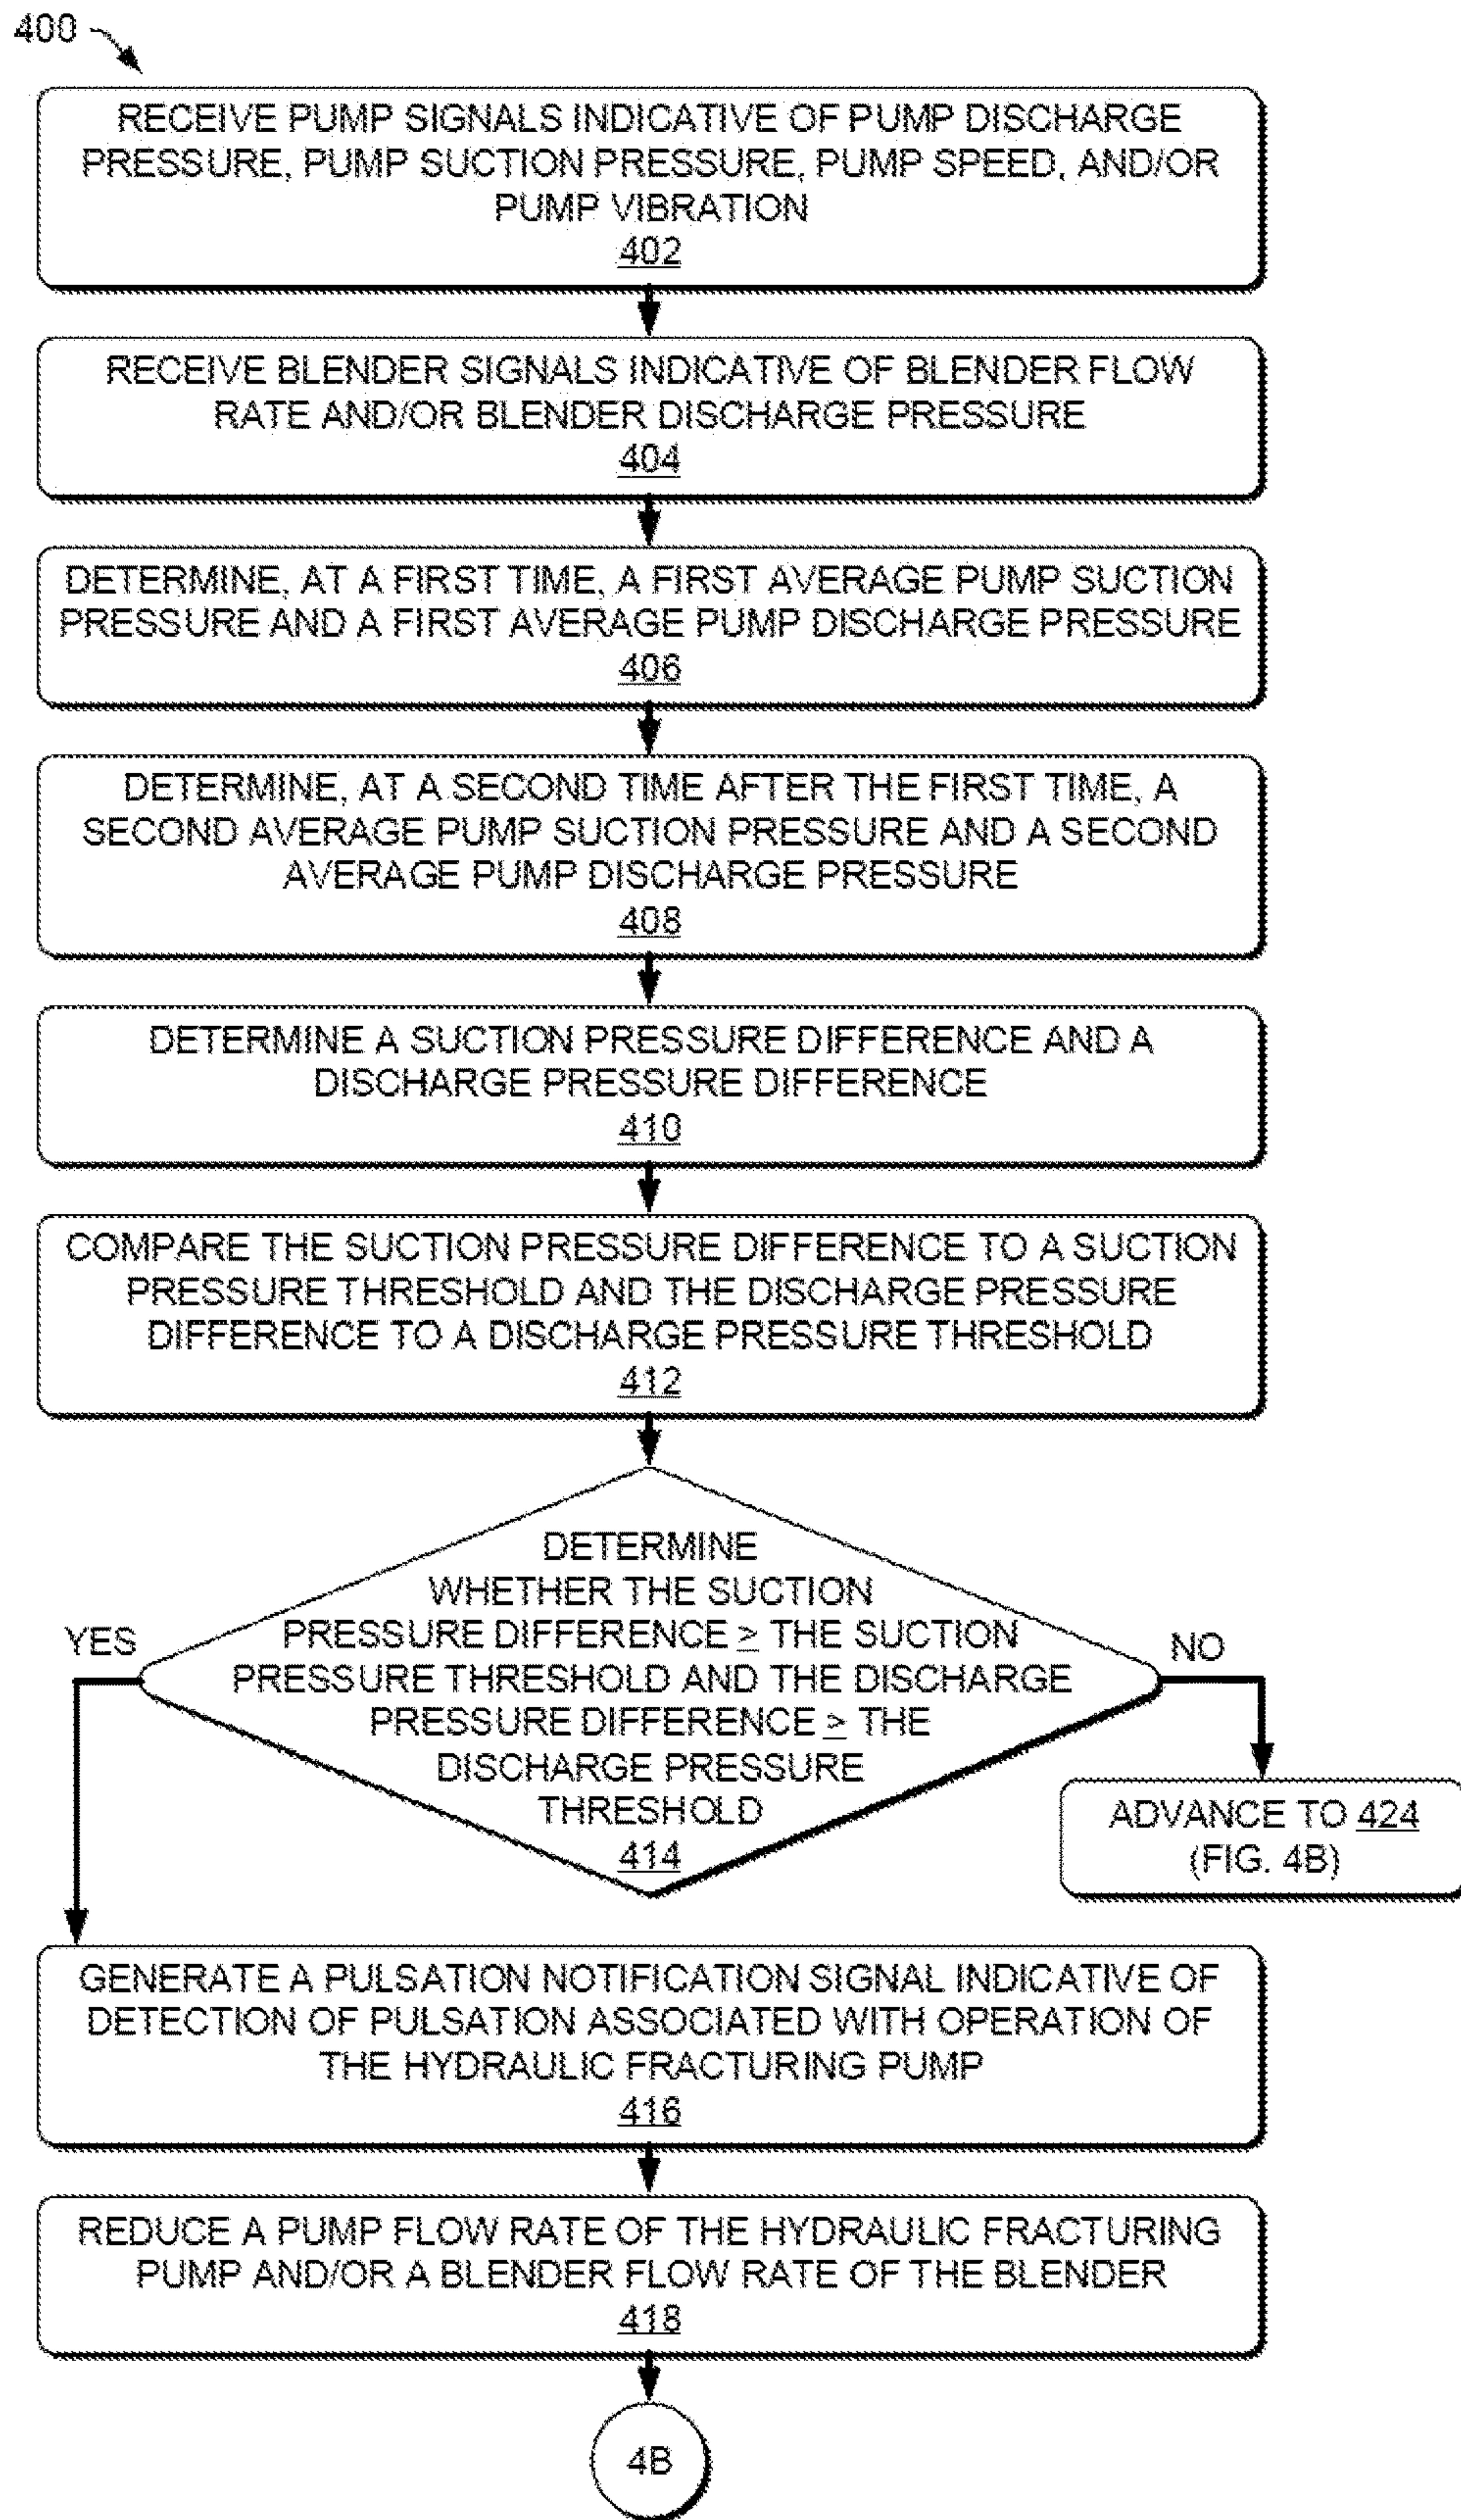 400
RECEIVE PUMP SIGNALS INDICATIVE OF PUMP DISCHARGE
PRESSURE, PUMP SUCTION PRESSURE, PUMP SPEED, AND/OR
PUMP VIBRATION
402
RECEIVE BLENDER SIGNALS INDICATIVE OF BLENDER FLOW
RATE AND/OR BLENDER DISCHARGE PRESSURE
404
DETERMINE, AT A FIRST TIME, A FIRST AVERAGE PUMP SUCTION
PRESSURE AND A FIRST AVERAGE PUMP DISCHARGE PRESSURE
406
DETERMINE, AT A SECOND TIME AFTER THE FIRST TIME, A
SECOND AVERAGE PUMP SUCTION PRESSURE AND A SECOND
AVERAGE PUMP DISCHARGE PRESSURE
408
DETERMINE A SUCTION PRESSURE DIFFERENCE AND A
DISCHARGE PRESSURE DIFFERENCE
410
COMPARE THE SUCTION PRESSURE DIFFERENCE TO A SUCTION
PRESSURE THRESHOLD AND THE DISCHARGE PRESSURE
DIFFERENCE TO A DISCHARGE PRESSURE THRESHOLD
412
DETERMINE
WHETHER THE SUCTION
PRESSURE DIFFERENCE ≥ THE SUCTION
PRESSURE THRESHOLD AND THE DISCHARGE
PRESSURE DIFFERENCE ≥ THE
DISCHARGE PRESSURE
THRESHOLD
414
YES
NO
ADVANCE TO 424
(FIG. 4B)
GENERATE A PULSATION NOTIFICATION SIGNAL INDICATIVE OF
DETECTION OF PULSATION ASSOCIATED WITH OPERATION OF
THE HYDRAULIC FRACTURING PUMP
416
REDUCE A PUMP FLOW RATE OF THE HYDRAULIC FRACTURING
PUMP AND/OR A BLENDER FLOW RATE OF THE BLENDER
418
4B